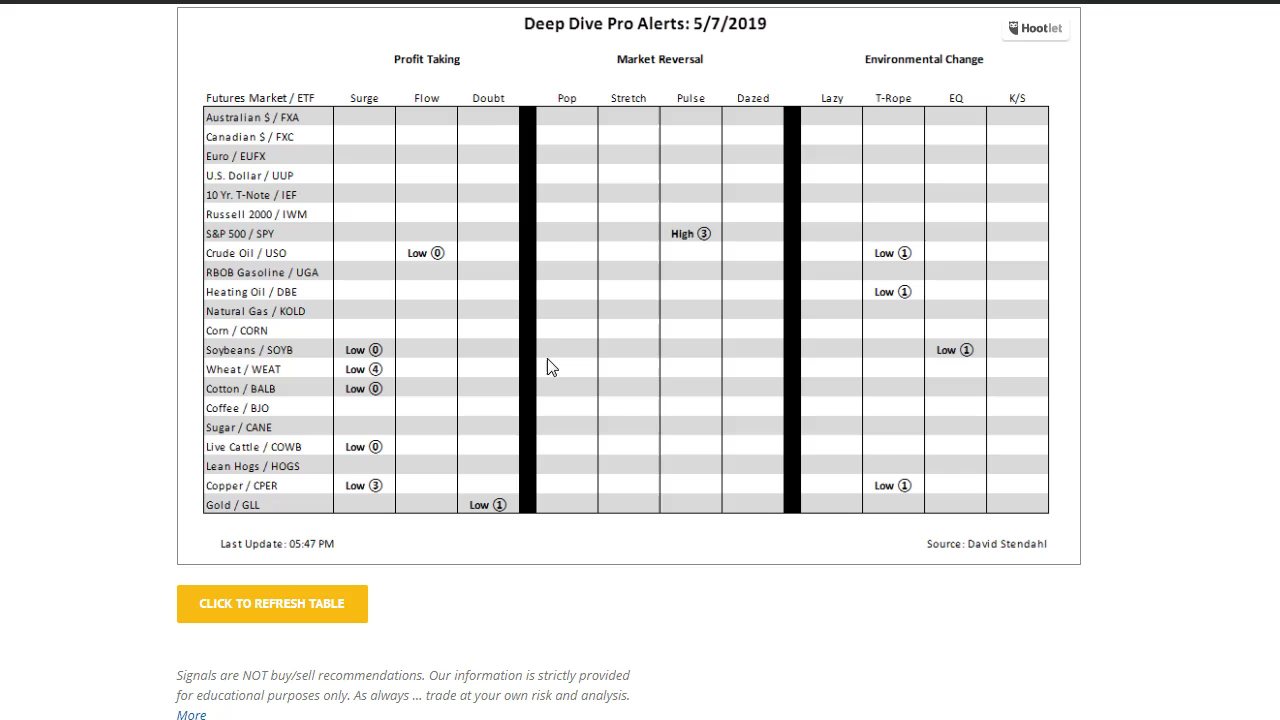 Deep Dive Pro Alerts: 5/7/2019
Hootlet
Profit Taking Market Reversal Environmental Change
Futures Market / ETF Surge Flow Doubt Pop Stretch Pulse Dazed Lazy T-Rope EQ K/S
Australian $ / FXA
Canadian $ / FXC
Euro / EUFX
U.S. Dollar / UUP
10 Yr. T-Note / IEF
Russell 2000 / IWM
S&P 500 / SPY High ③
Crude Oil / USO Low ⓪ Low ①
RBOB Gasoline / UGA
Heating Oil / DBE Low ①
Natural Gas / KOLD
Corn / CORN
Soybeans / SOYB Low ⓪ Low ①
Wheat / WEAT Low ④
Cotton / BALB Low ⓪
Coffee / BJO
Sugar / CANE
Live Cattle / COWB Low ⓪
Lean Hogs / HOGS
Copper / CPER Low ③ Low ①
Gold / GLL Low ①
Last Update: 05:47 PM Source: David Stendahl
CLICK TO REFRESH TABLE
Signals are NOT buy/sell recommendations. Our information is strictly provided
for educational purposes only. As always ... trade at your own risk and analysis.
More